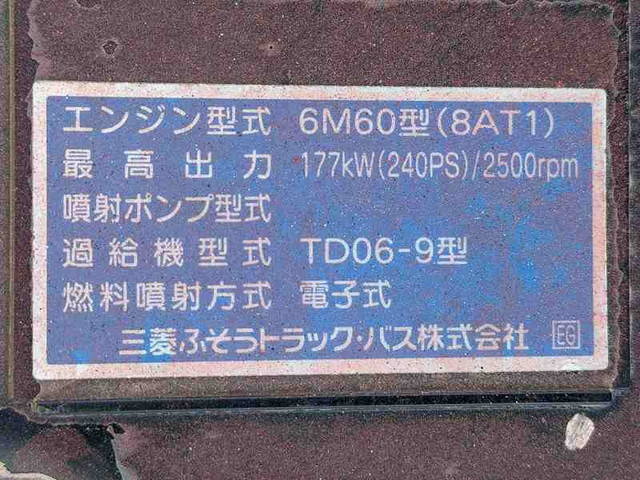 エンジン型式 6M60型(8AT1)
最高出力 177kW(240PS)/2500rpm
噴射ポンプ型式
過給機型式 TD06-9型
燃料噴射方式 電子式
三菱ふそうトラック・バス株式会社 EG